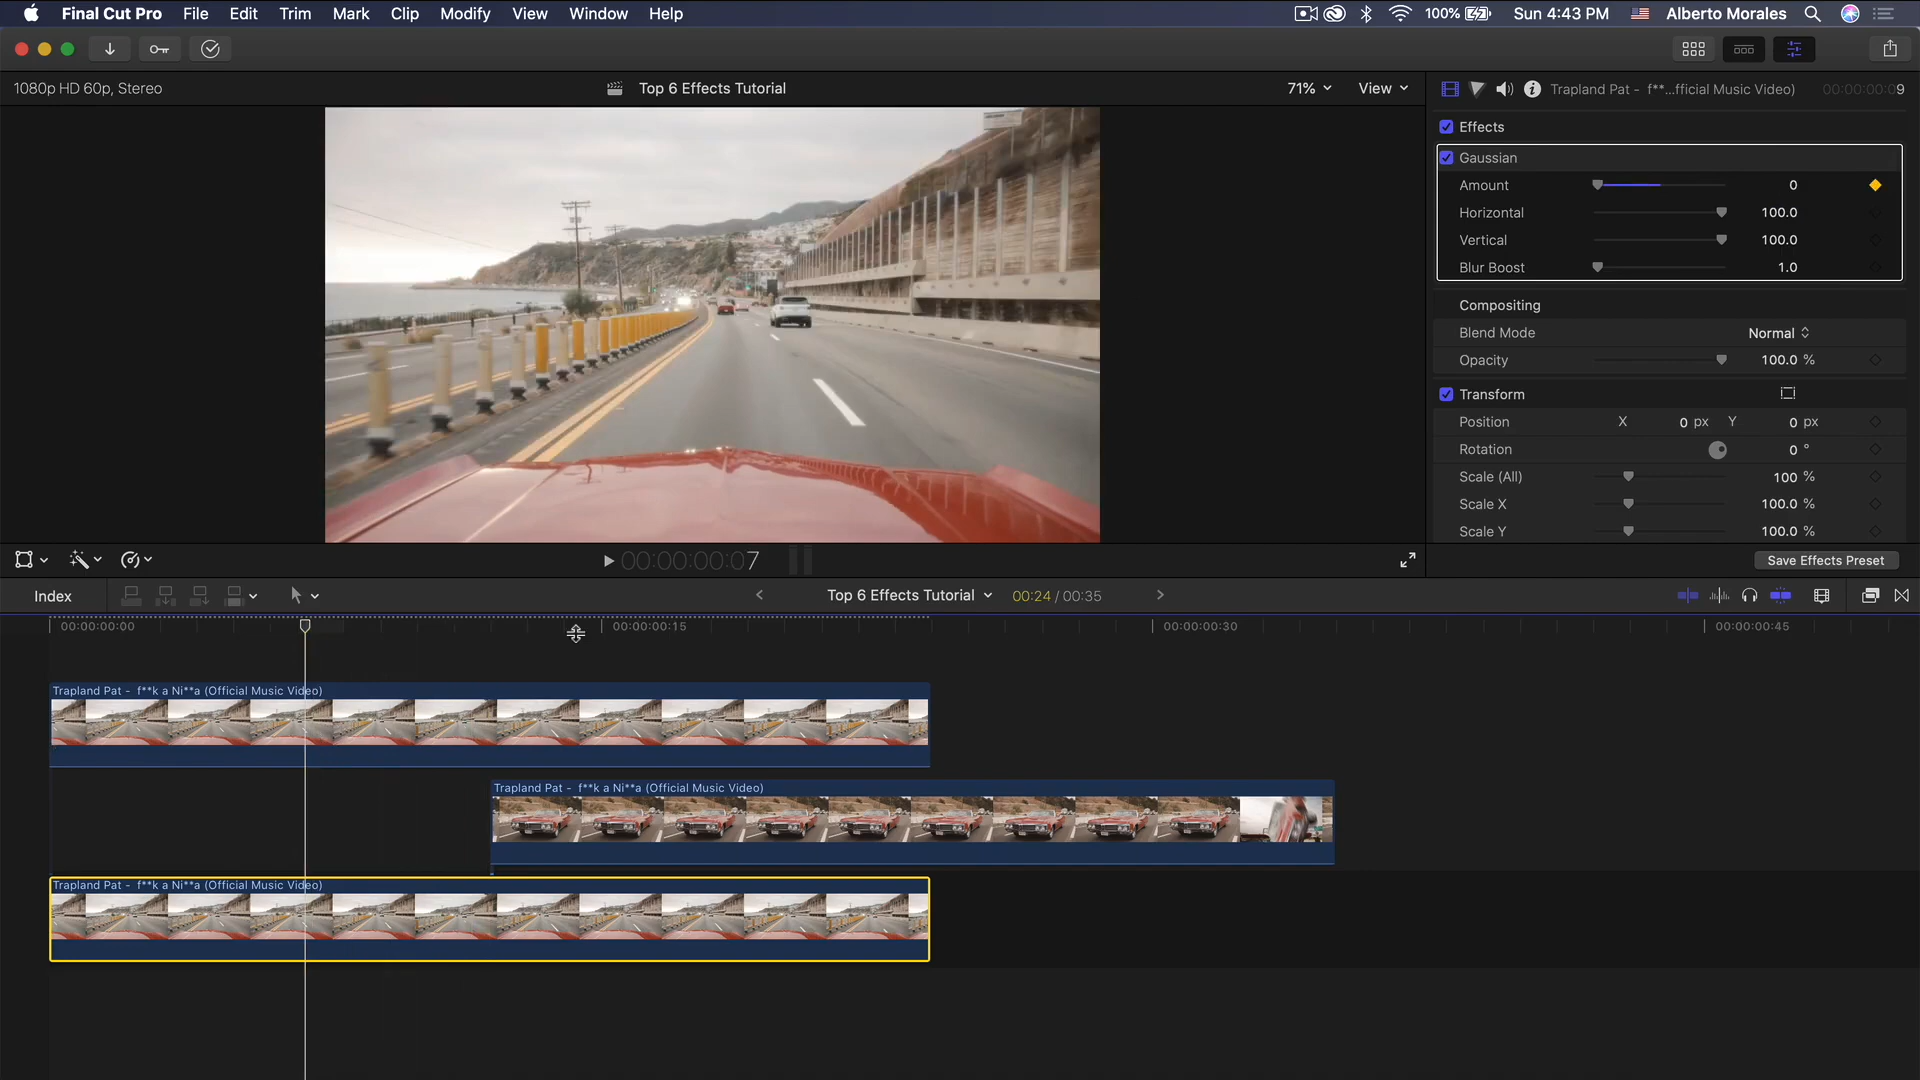 Final Cut Pro File Edit Trim Mark Clip Modify View Window Help 100% Sun 4:43 PM Alberto Morales
1080p HD 60p, Stereo
Top 6 Effects Tutorial
71% View
Trapland Pat - f**...fficial Music Video) 00:00:00:09
Effects
Gaussian
Amount 0
Horizontal 100.0
Vertical 100.0
Blur Boost 1.0
Compositing
Blend Mode Normal
Opacity 100.0 %
Transform
Position X 0 px Y 0 px
Rotation 0 °
Scale (All) 100 %
Scale X 100.0 %
Scale Y 100.0 %
00:00:00:07
Save Effects Preset
Index
Top 6 Effects Tutorial 00:24 / 00:35
00:00:00:00 00:00:00:15 00:00:00:30 00:00:00:45
Trapland Pat - f**k a Ni**a (Official Music Video)
Trapland Pat - f**k a Ni**a (Official Music Video)
Trapland Pat - f**k a Ni**a (Official Music Video)